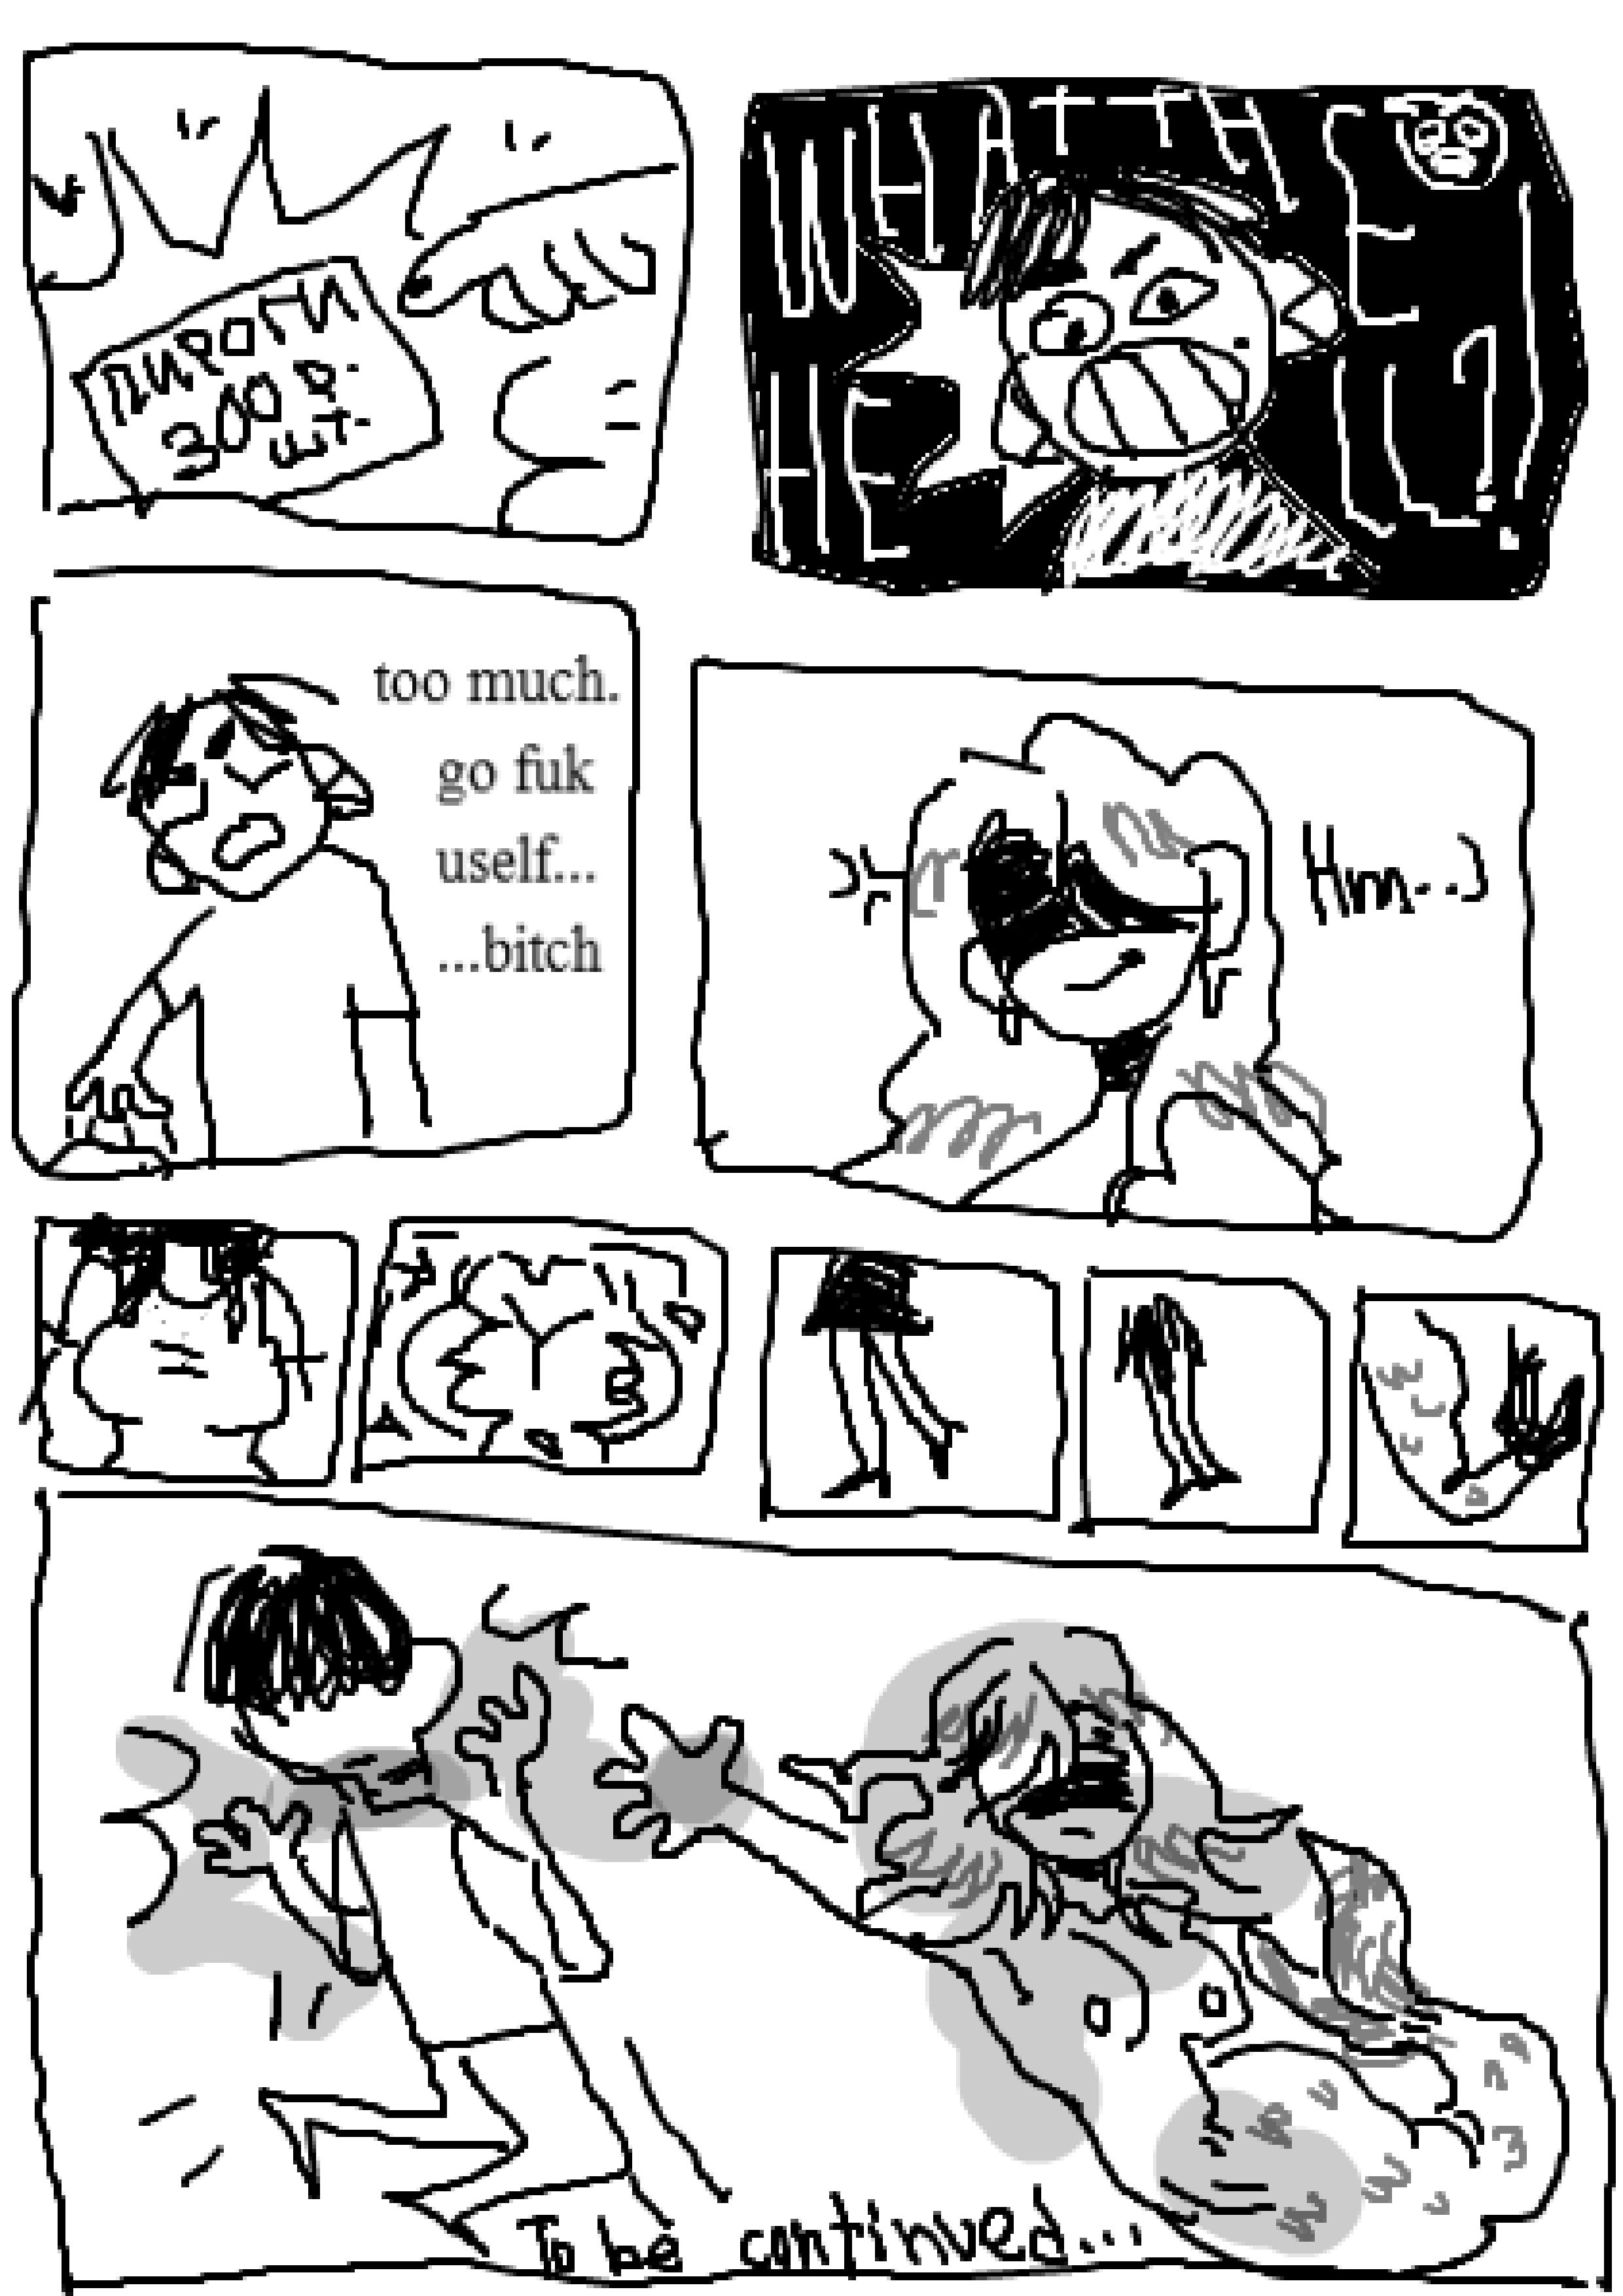 ПИРОГИ
300 р.
шт.
WHAT THE
HELL?!
too much.
go fuk
uself...
...bitch
Hm..
To be continued...